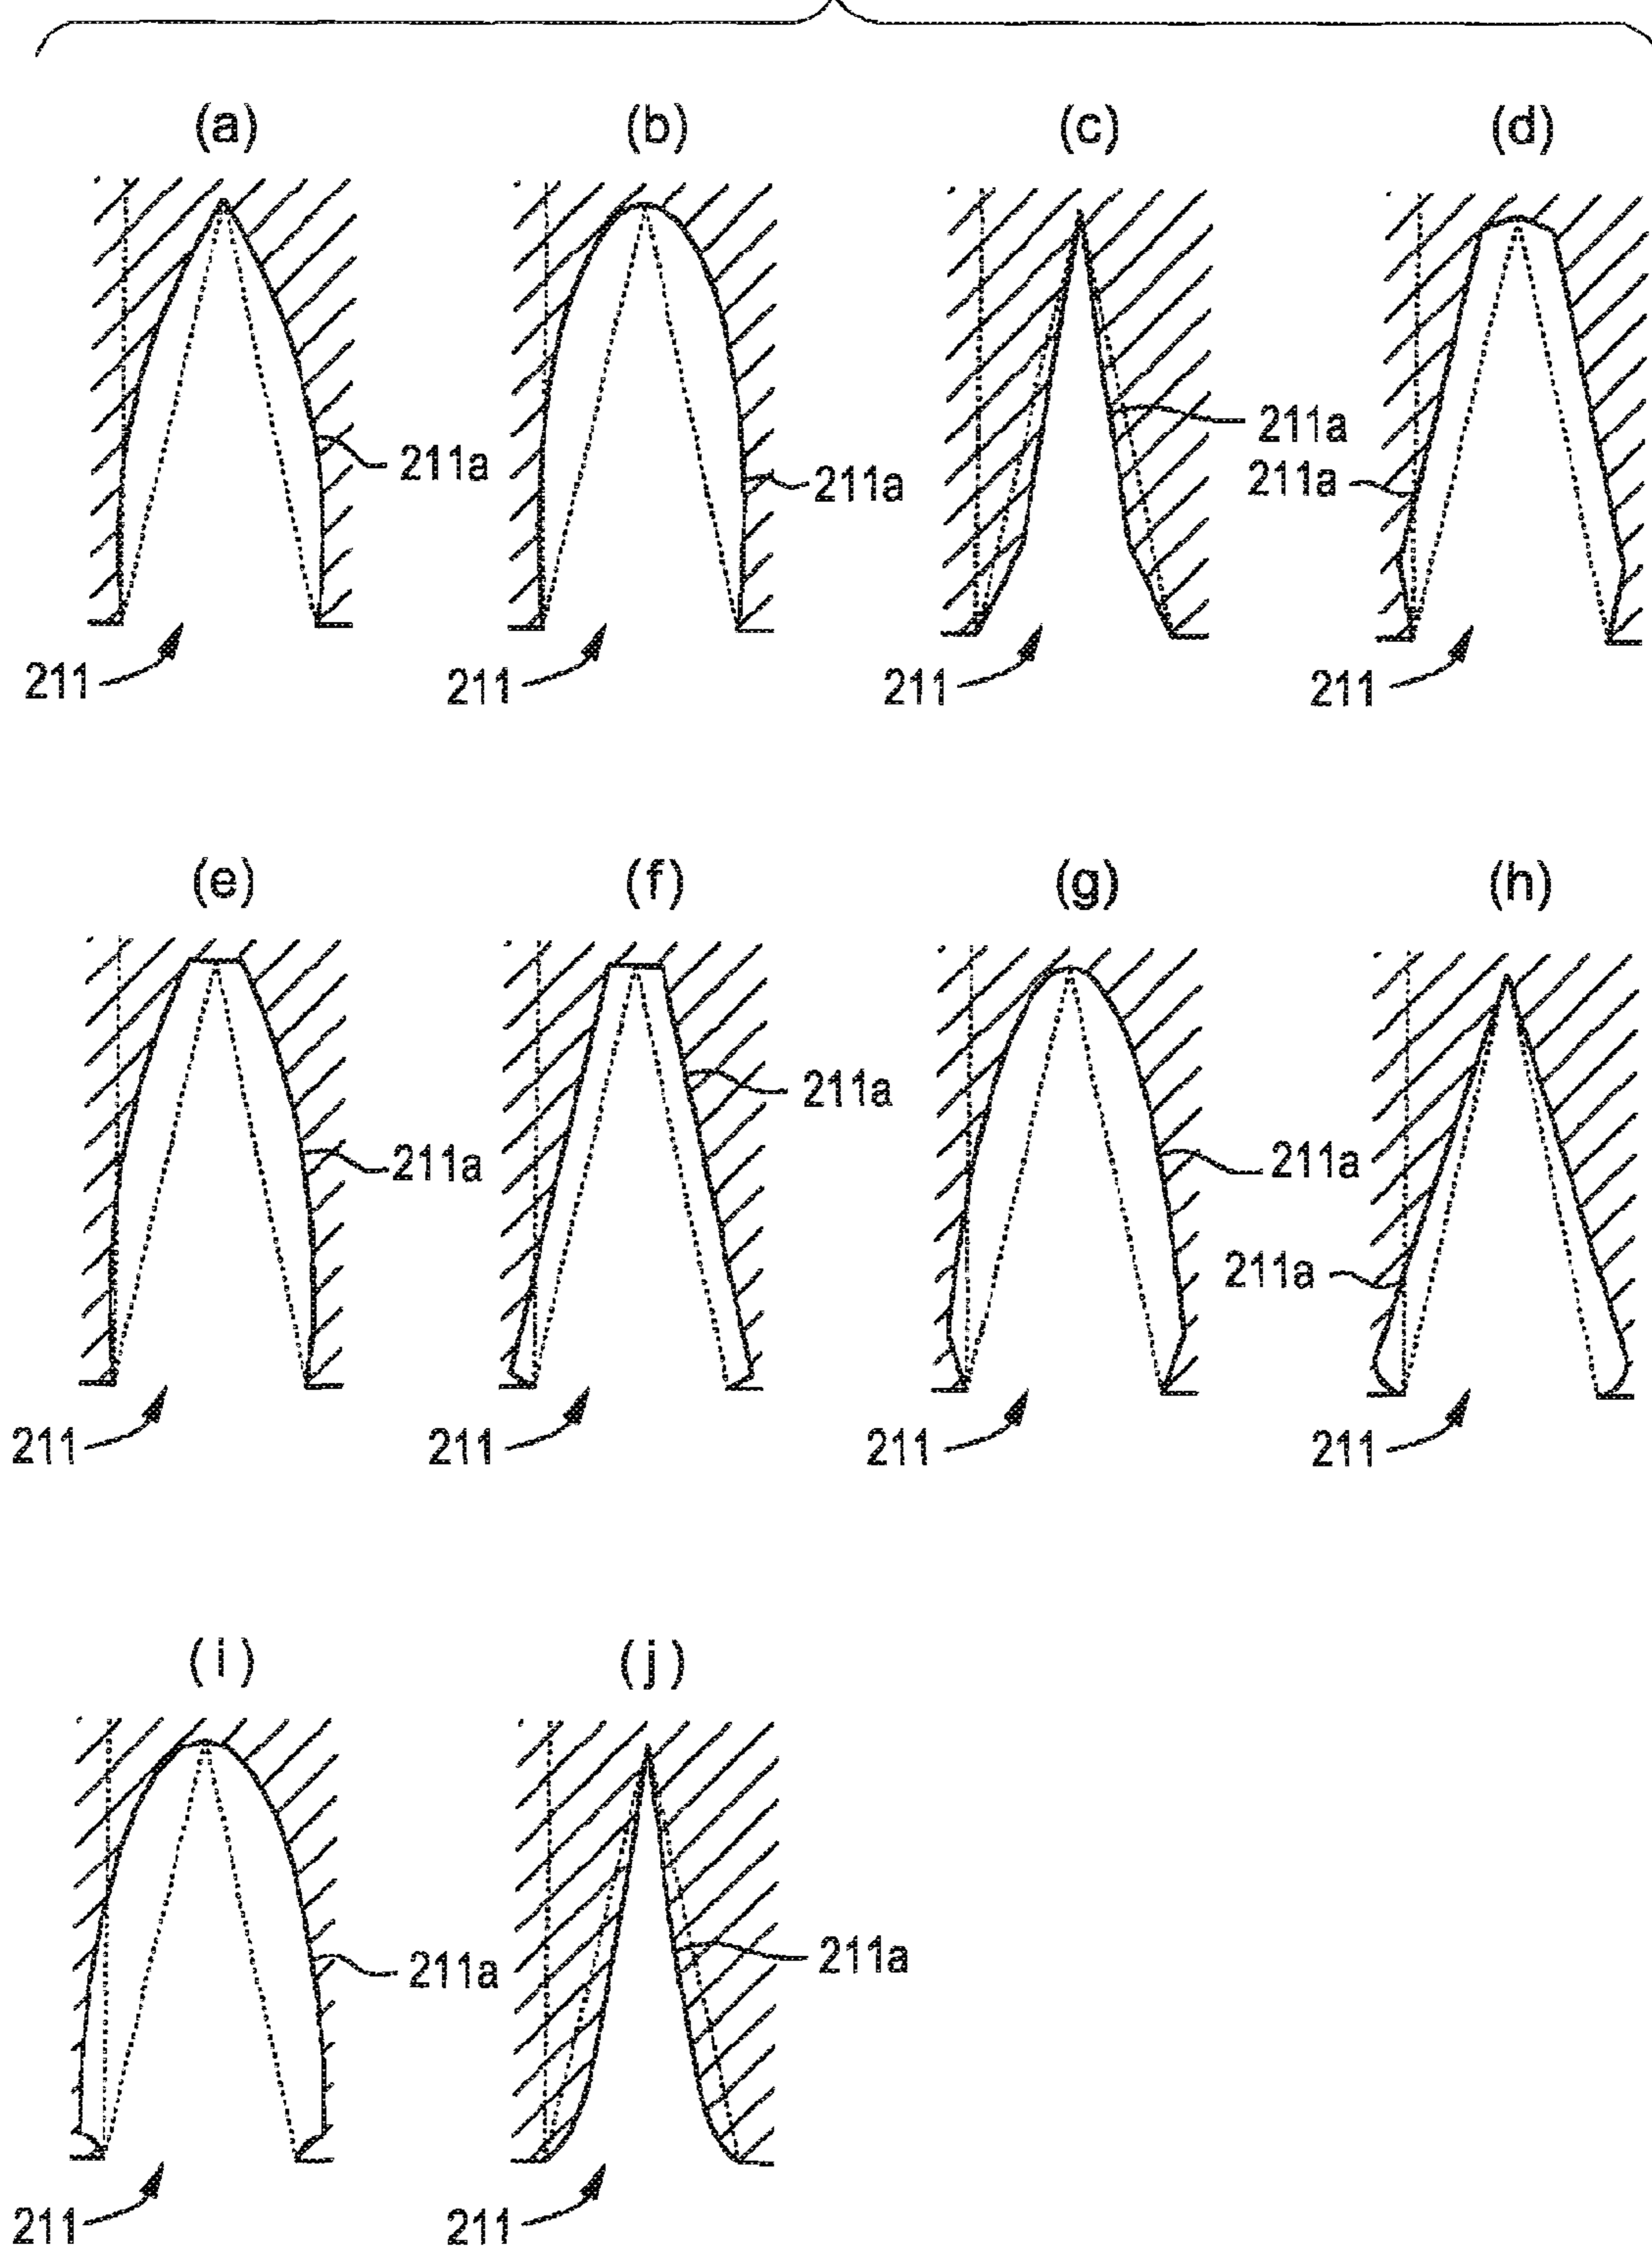 (a) (b) (c) (d)
211a 211a 211a 211a
211 211 211 211
(e) (f) (g) (h)
211a 211a 211a 211a
211 211 211 211
(i) (j)
211a 211a
211 211